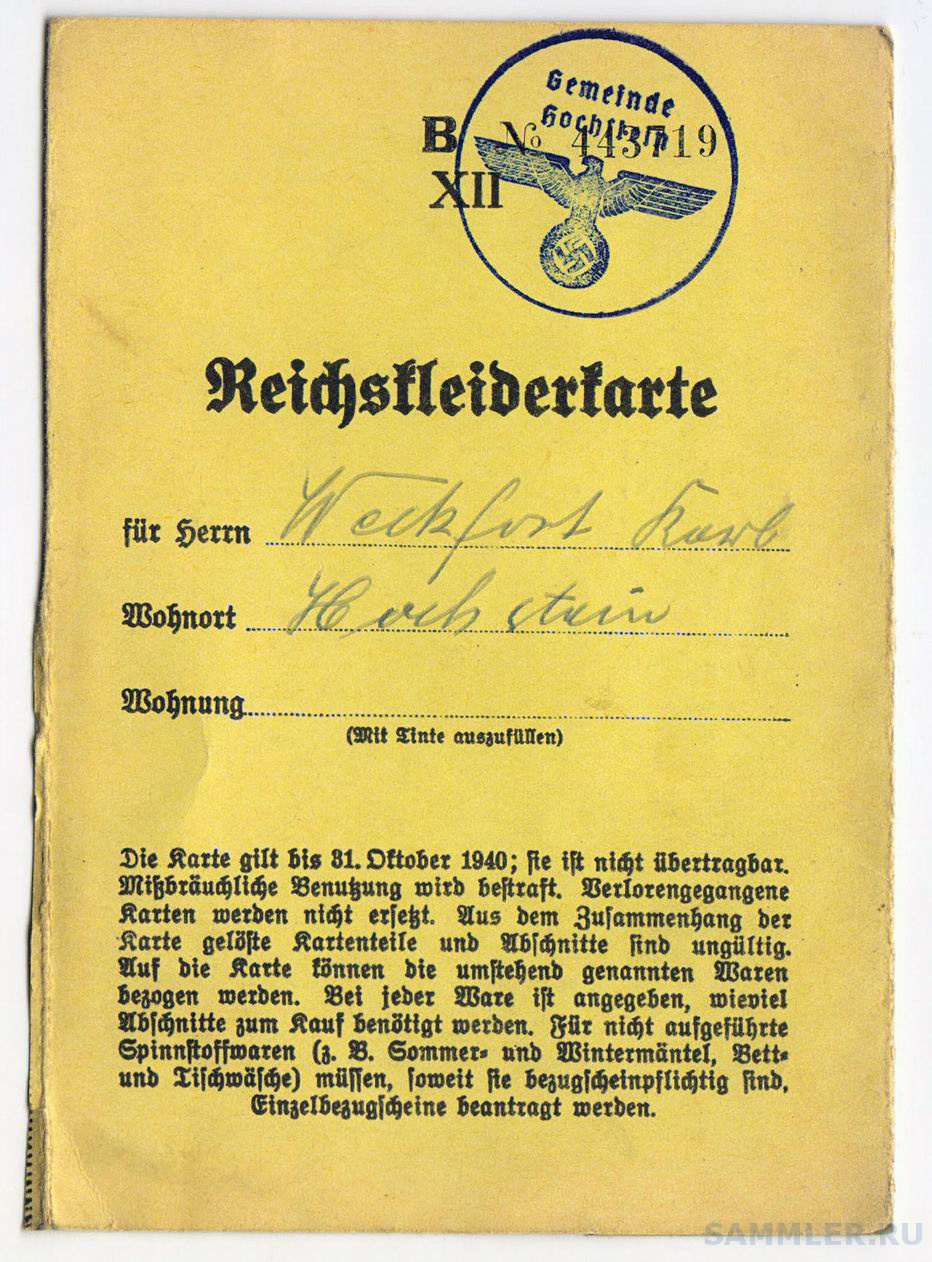 Gemeinde
Hochstein
B № 443719
XII
Reichskleiderkarte
für Herrn Weckfort Karl
Wohnort Hochstein
Wohnung
(Mit Tinte auszufüllen)
Die Karte gilt bis 31. Oktober 1940; sie ist nicht übertragbar.
Mißbräuchliche Benutzung wird bestraft. Verlorengegangene
Karten werden nicht ersetzt. Aus dem Zusammenhang der
Karte gelöste Kartenteile und Abschnitte sind ungültig.
Auf die Karte können die umstehend genannten Waren
bezogen werden. Bei jeder Ware ist angegeben, wieviel
Abschnitte zum Kauf benötigt werden. Für nicht aufgeführte
Spinnstoffwaren (z. B. Sommer- und Wintermäntel, Bett-
und Tischwäsche) müssen, soweit sie bezugscheinpflichtig sind,
Einzelbezugscheine beantragt werden.
SAMMLER.RU